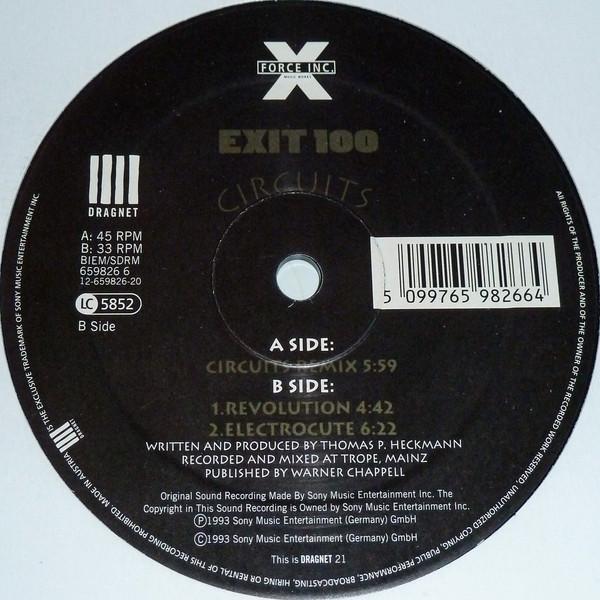 X
FORCE INC.
MUSIC WORKS
EXIT 100
CIRCUITS
DRAGNET
A: 45 RPM
B: 33 RPM
BIEM/SDRM
659826 6
12-659826-20
LC 5852
B Side
5 099765 982664
A SIDE:
CIRCUITS REMIX 5:59
B SIDE:
1.REVOLUTION 4:42
2.ELECTROCUTE 6:22
WRITTEN AND PRODUCED BY THOMAS P. HECKMANN
RECORDED AND MIXED AT TROPE, MAINZ
PUBLISHED BY WARNER CHAPPELL
Original Sound Recording Made By Sony Music Entertainment Inc. The
Copyright in This Sound Recording is Owned by Sony Music Entertainment Inc.
Ⓟ1993 Sony Music Entertainment (Germany) GmbH
Ⓒ1993 Sony Music Entertainment (Germany) GmbH
This is DRAGNET 21
All RIGHTS OF THE PRODUCER AND OF THE OWNER OF THE RECORDED WORK RESERVED. UNAUTHORIZED COPYING, PUBLIC PERFORMANCE, BROADCASTING, HIRING OR RENTAL OF THIS RECORDING PROHIBITED. MADE IN AUSTRIA
DRAGNET
IS THE EXCLUSIVE TRADEMARK OF SONY MUSIC ENTERTAINMENT INC.